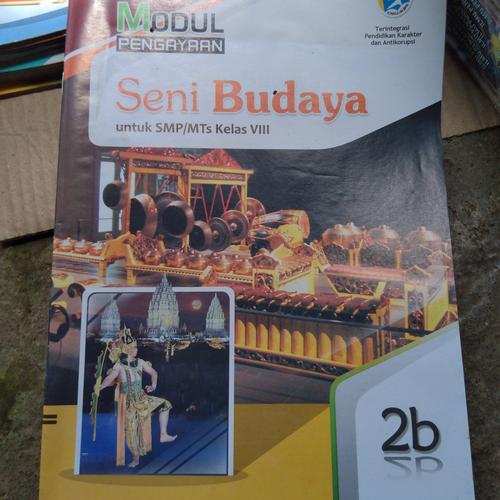 MODUL
PENGAYAAN
Terintegrasi
Pendidikan Karakter
dan Antikorupsi
Seni Budaya
untuk SMP/MTs Kelas VIII
2b